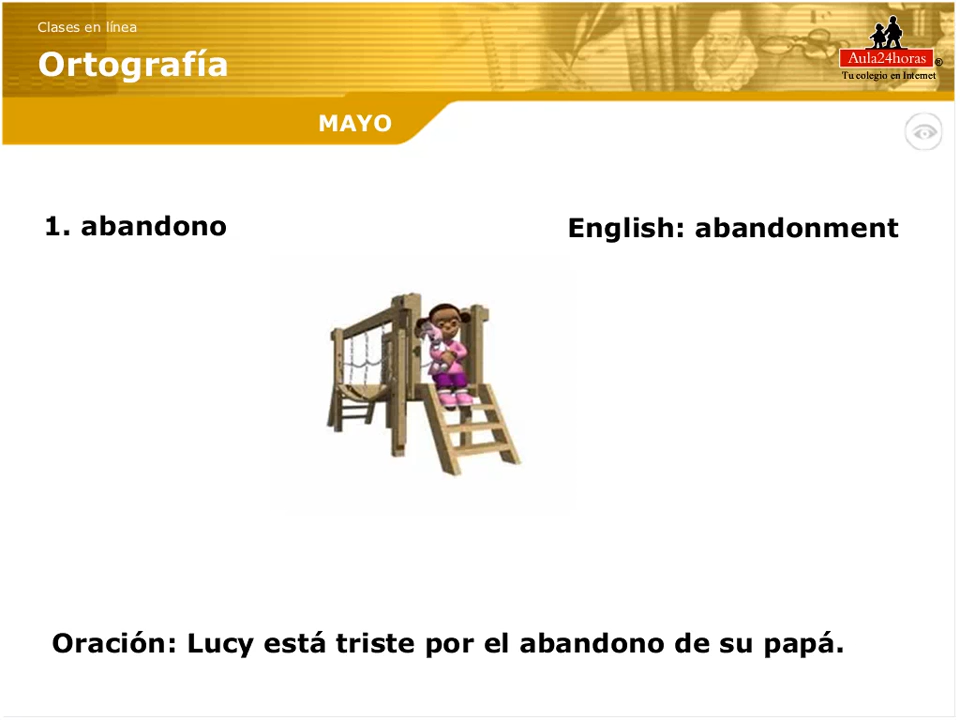 Clases en línea
Ortografía
Aula24horas ®
Tu colegio en Internet
MAYO
1. abandono
English: abandonment
Oración: Lucy está triste por el abandono de su papá.